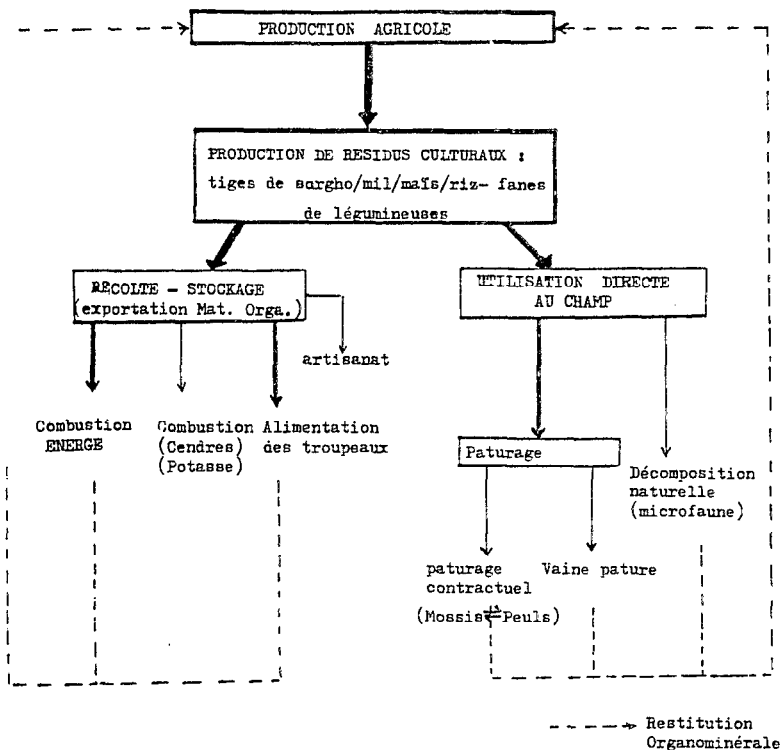 PRODUCTION AGRICOLE
PRODUCTION DE RESIDUS CULTURAUX :
tiges de sorgho/mil/maïs/riz- fanes
de légumineuses
RECOLTE - STOCKAGE
(exportation Mat. Orga.)
artisanat
Combustion
ENERGE
Combustion
(Cendres)
(Potasse)
Alimentation
des troupeaux
UTILISATION DIRECTE
AU CHAMP
Paturage
Décomposition
naturelle
(microfaune)
paturage
contractuel
(Mossis⇄Peuls)
Vaine pature
Restitution
Organominérale